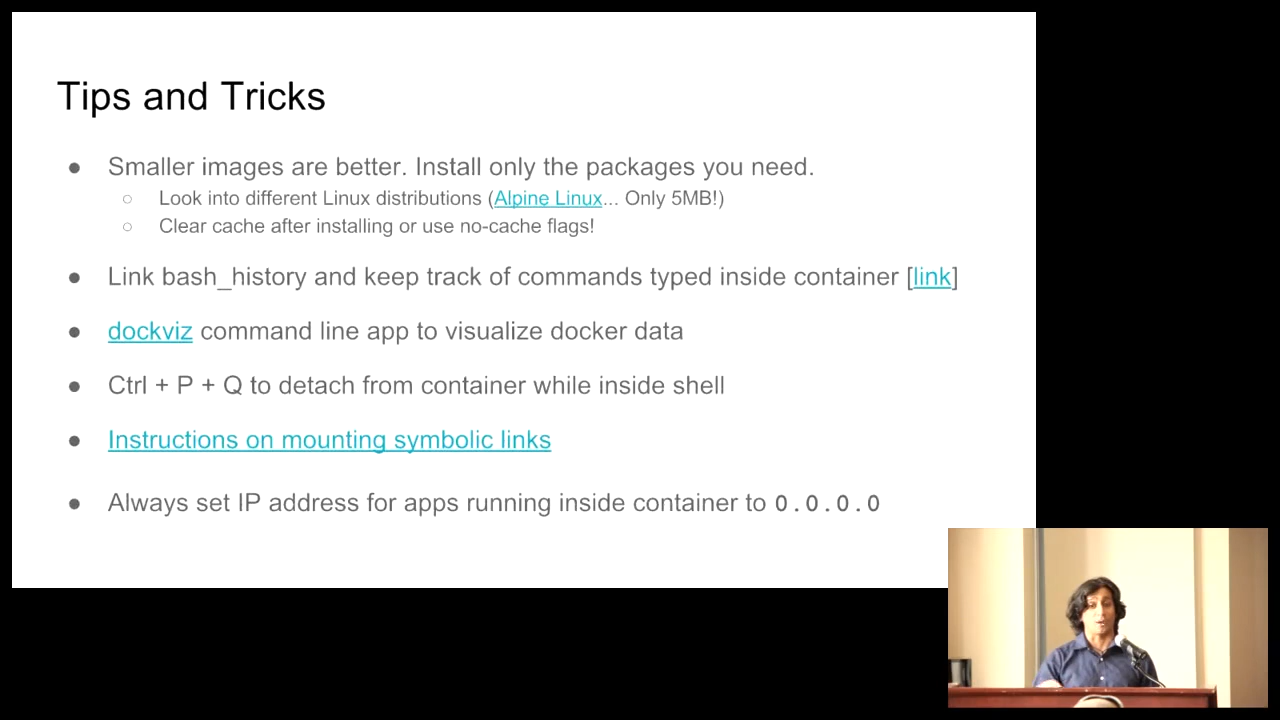 Tips and Tricks
● Smaller images are better. Install only the packages you need.
○ Look into different Linux distributions (Alpine Linux... Only 5MB!)
○ Clear cache after installing or use no-cache flags!
● Link bash_history and keep track of commands typed inside container [link]
● dockviz command line app to visualize docker data
● Ctrl + P + Q to detach from container while inside shell
● Instructions on mounting symbolic links
● Always set IP address for apps running inside container to 0.0.0.0